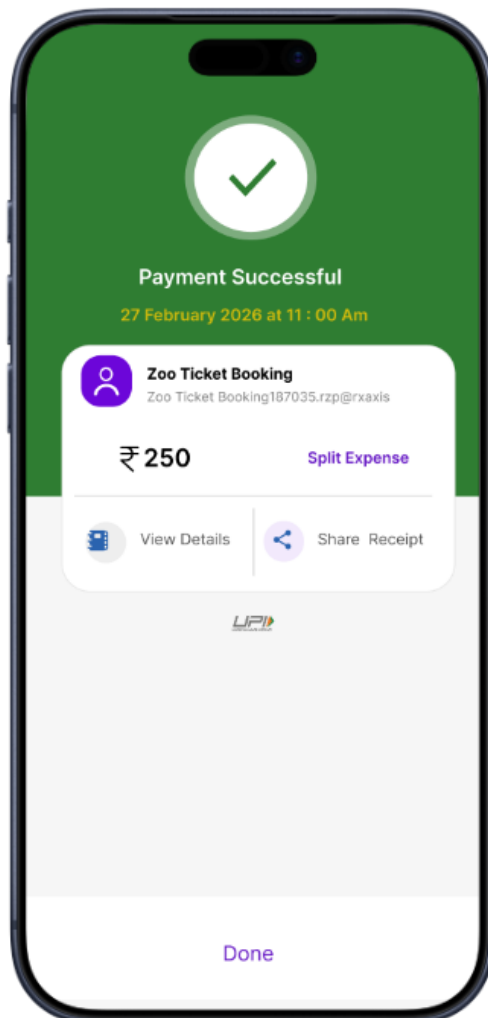 Payment Successful
27 February 2026 at 11 : 00 Am
Zoo Ticket Booking
Zoo Ticket Booking187035.rzp@rxaxis
₹ 250
Split Expense
View Details
Share Receipt
UPI
Done